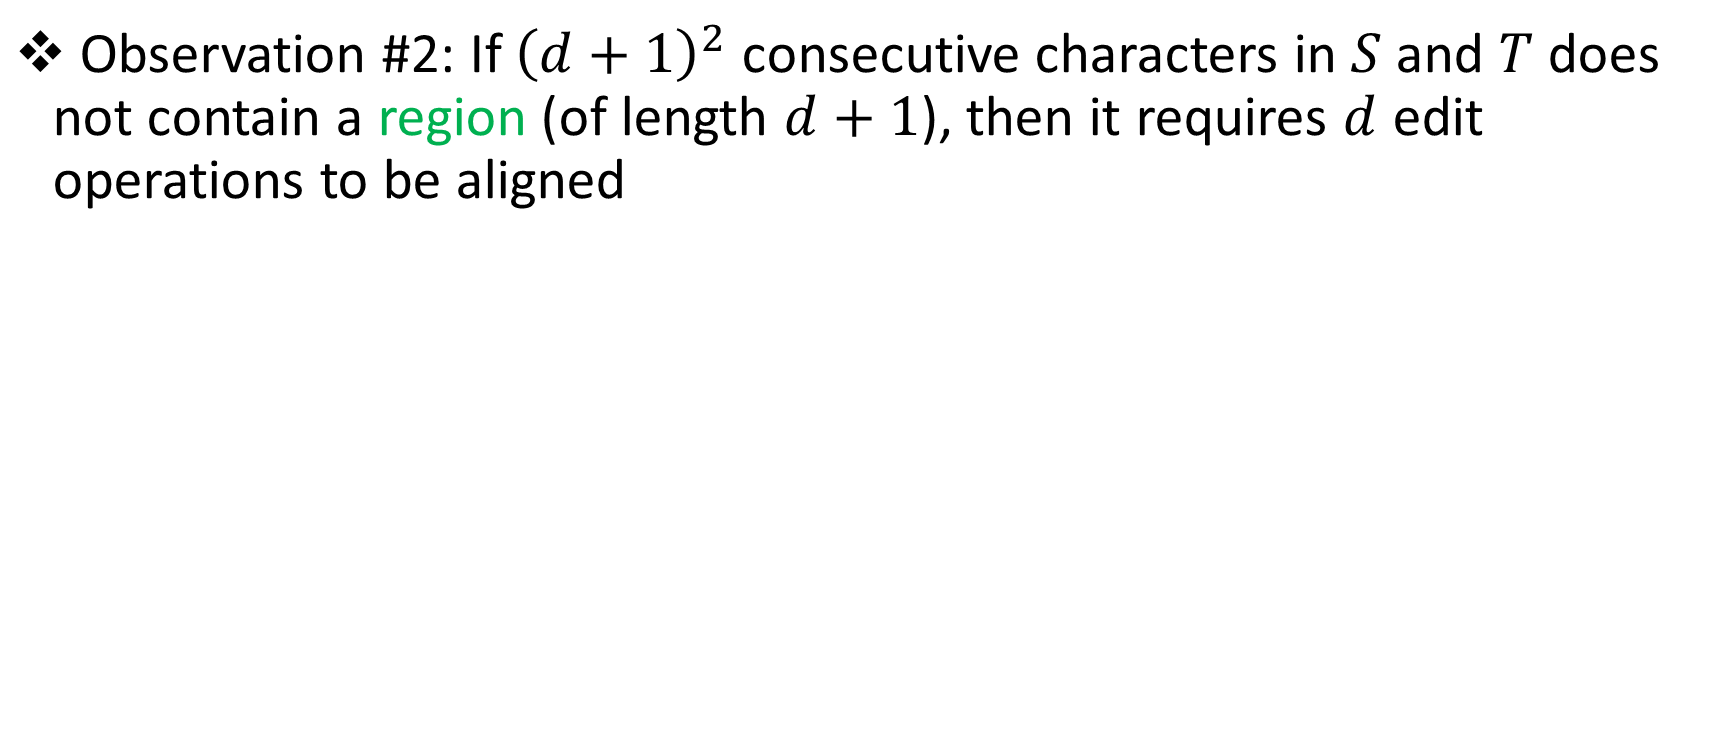 ❖ Observation #2: If (𝑑 + 1)² consecutive characters in 𝑆 and 𝑇 does
not contain a region (of length 𝑑 + 1), then it requires 𝑑 edit
operations to be aligned